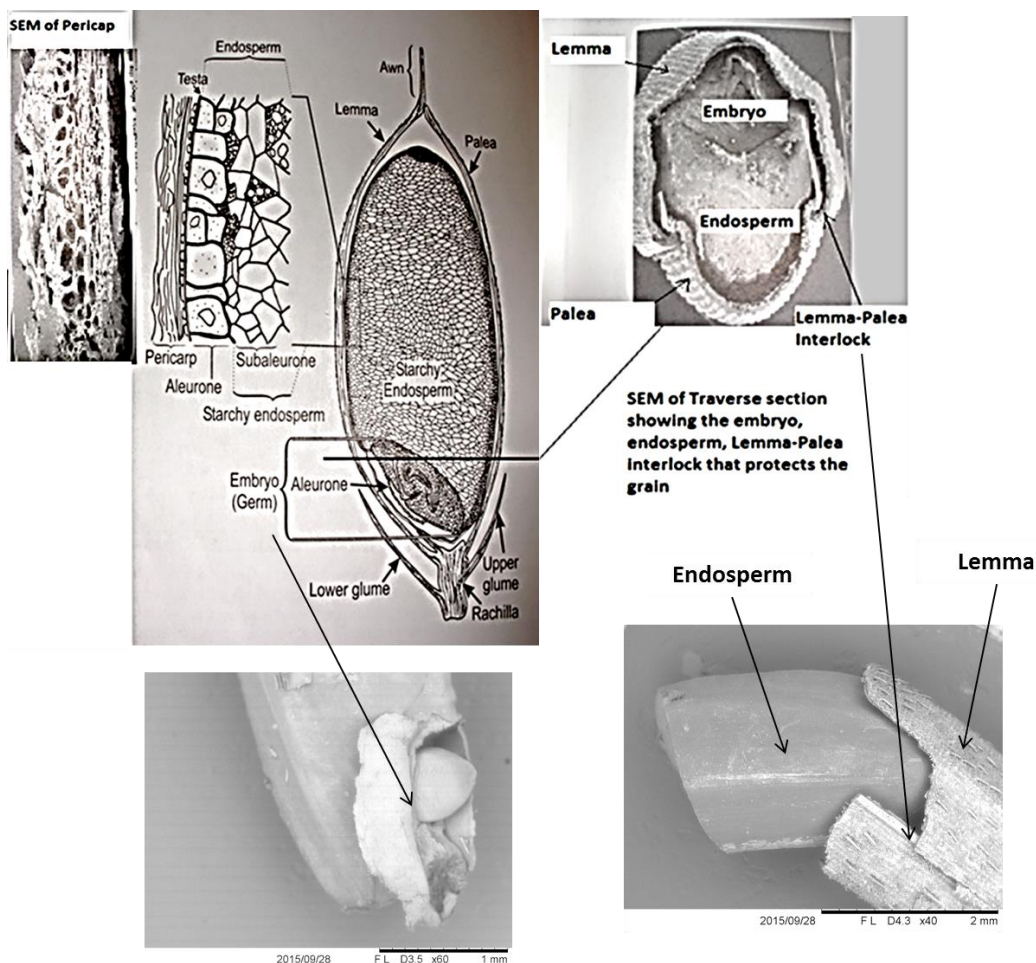 SEM of Pericap
Endosperm
Testa
Pericarp
Aleurone
Subaleurone
Starchy endosperm
Awn
Lemma
Palea
Starchy
Endosperm
Embryo
(Germ)
Aleurone
Lower glume
Upper
glume
Rachilla
Lemma
Embryo
Endosperm
Palea
Lemma-Palea
Interlock
SEM of Traverse section
showing the embryo,
endosperm, Lemma-Palea
interlock that protects the
grain
Endosperm
Lemma
2015/09/28 F L D3.5 x60 1 mm
2015/09/28 F L D4.3 x40 2 mm